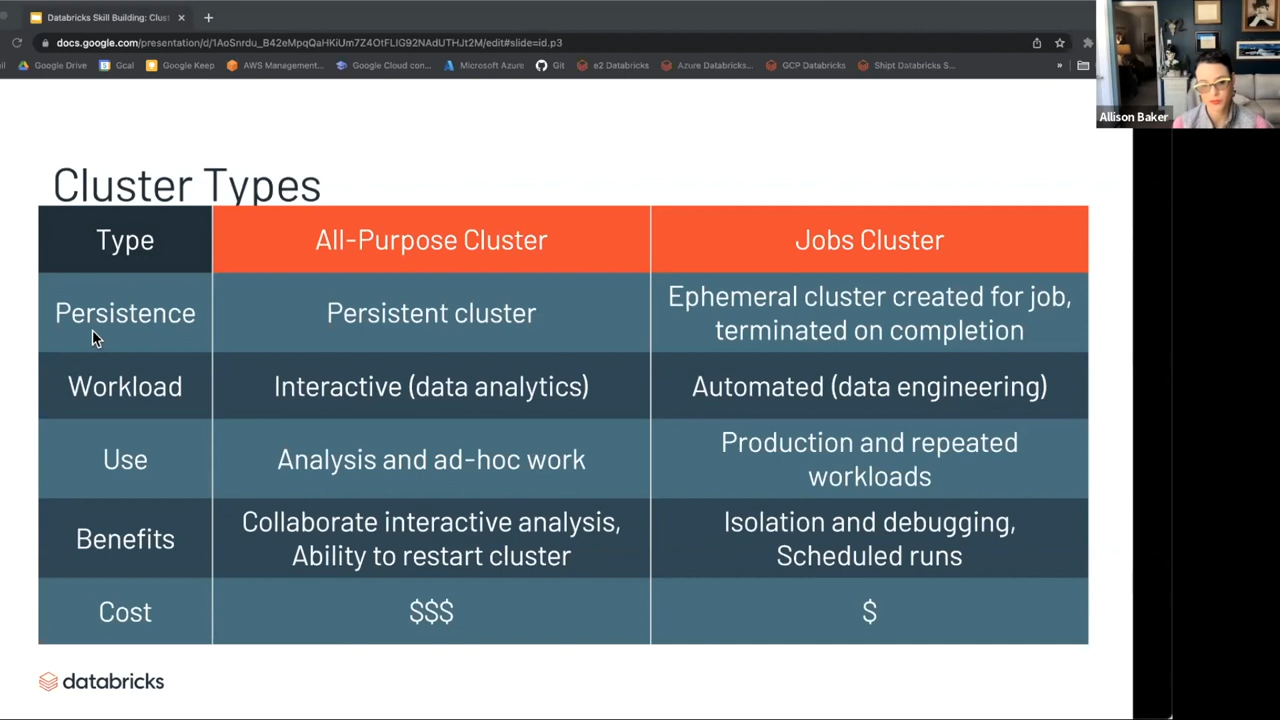 Databricks Skill Building: Clust
docs.google.com/presentation/d/1AoSnrdu_B42eMpqQaHKiUm7Z4OtFLIG92NAdUTHJt2M/edit#slide=id.p3
Google Drive
Gcal
Google Keep
AWS Management...
Google Cloud con...
Microsoft Azure
Git
e2 Databricks
Azure Databricks...
GCP Databricks
Shipt Databricks S...
»
Allison Baker
Cluster Types
Type
All-Purpose Cluster
Jobs Cluster
Persistence
Persistent cluster
Ephemeral cluster created for job,
terminated on completion
Workload
Interactive (data analytics)
Automated (data engineering)
Use
Analysis and ad-hoc work
Production and repeated
workloads
Benefits
Collaborate interactive analysis,
Ability to restart cluster
Isolation and debugging,
Scheduled runs
Cost
$$$
$
databricks